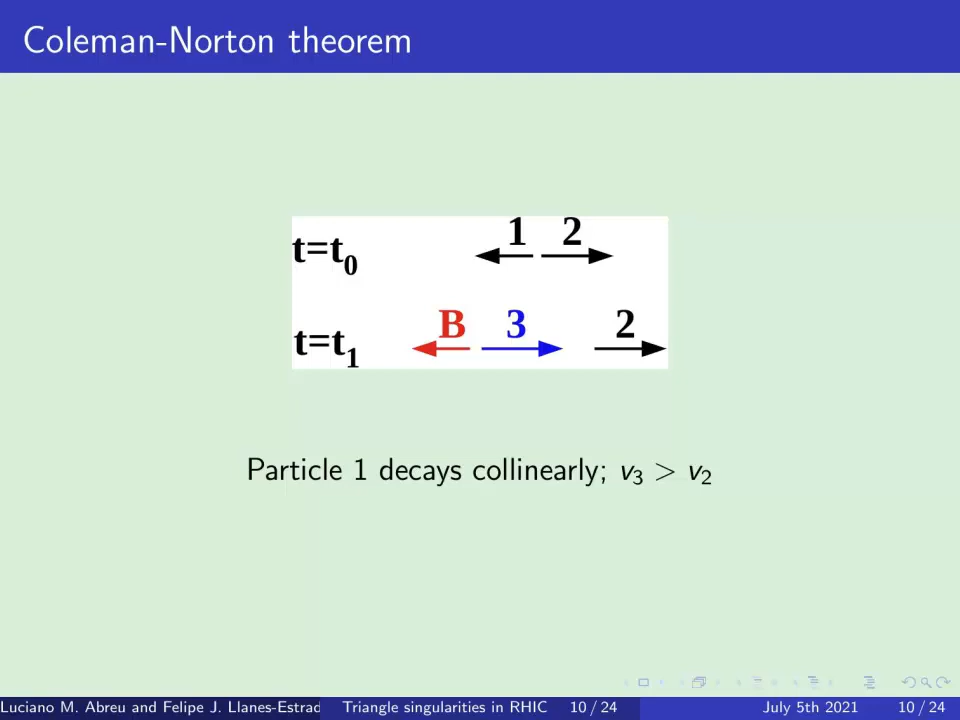 Coleman-Norton theorem
1 2
t=t0
B 3 2
t=t1
Particle 1 decays collinearly; v3 > v2
Luciano M. Abreu and Felipe J. Llanes-Estrad Triangle singularities in RHIC 10 / 24 July 5th 2021 10 / 24